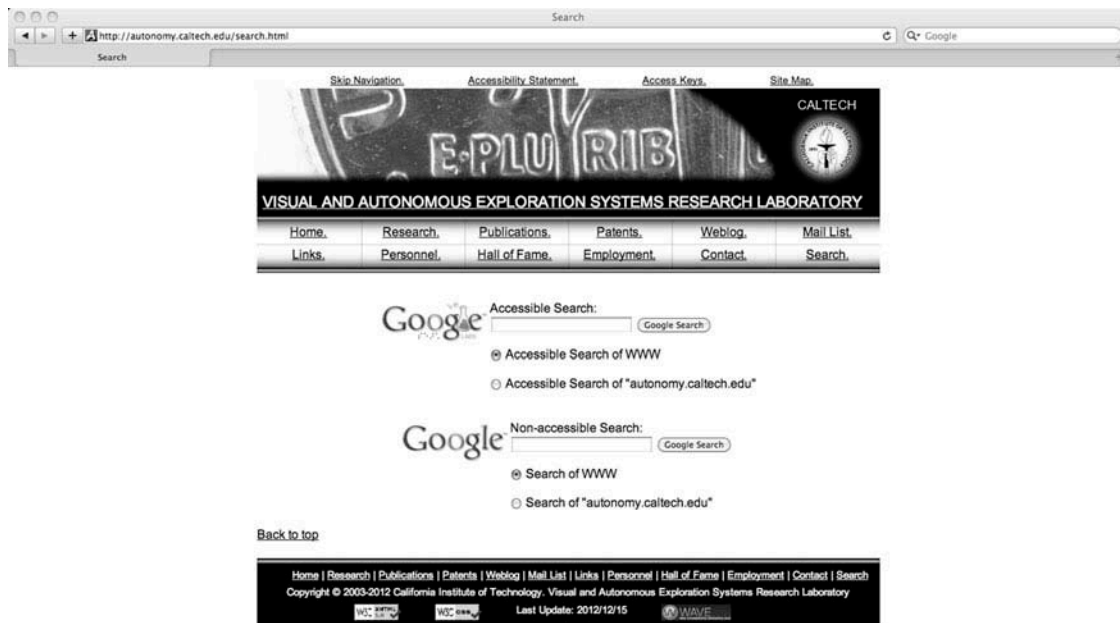 Search
http://autonomy.caltech.edu/search.html
Google
Search
Skip Navigation. Accessibility Statement. Access Keys. Site Map.
E·PLU RIB
CALTECH
VISUAL AND AUTONOMOUS EXPLORATION SYSTEMS RESEARCH LABORATORY
Home. Research. Publications. Patents. Weblog. Mail List.
Links. Personnel. Hall of Fame. Employment. Contact. Search.
Google Accessible Search:
Google Search
Accessible Search of WWW
Accessible Search of "autonomy.caltech.edu"
Google Non-accessible Search:
Google Search
Search of WWW
Search of "autonomy.caltech.edu"
Back to top
Home | Research | Publications | Patents | Weblog | Mail List | Links | Personnel | Hall of Fame | Employment | Contact | Search
Copyright © 2003-2012 California Institute of Technology. Visual and Autonomous Exploration Systems Research Laboratory
W3C W3C CSS Last Update: 2012/12/15 WAVE